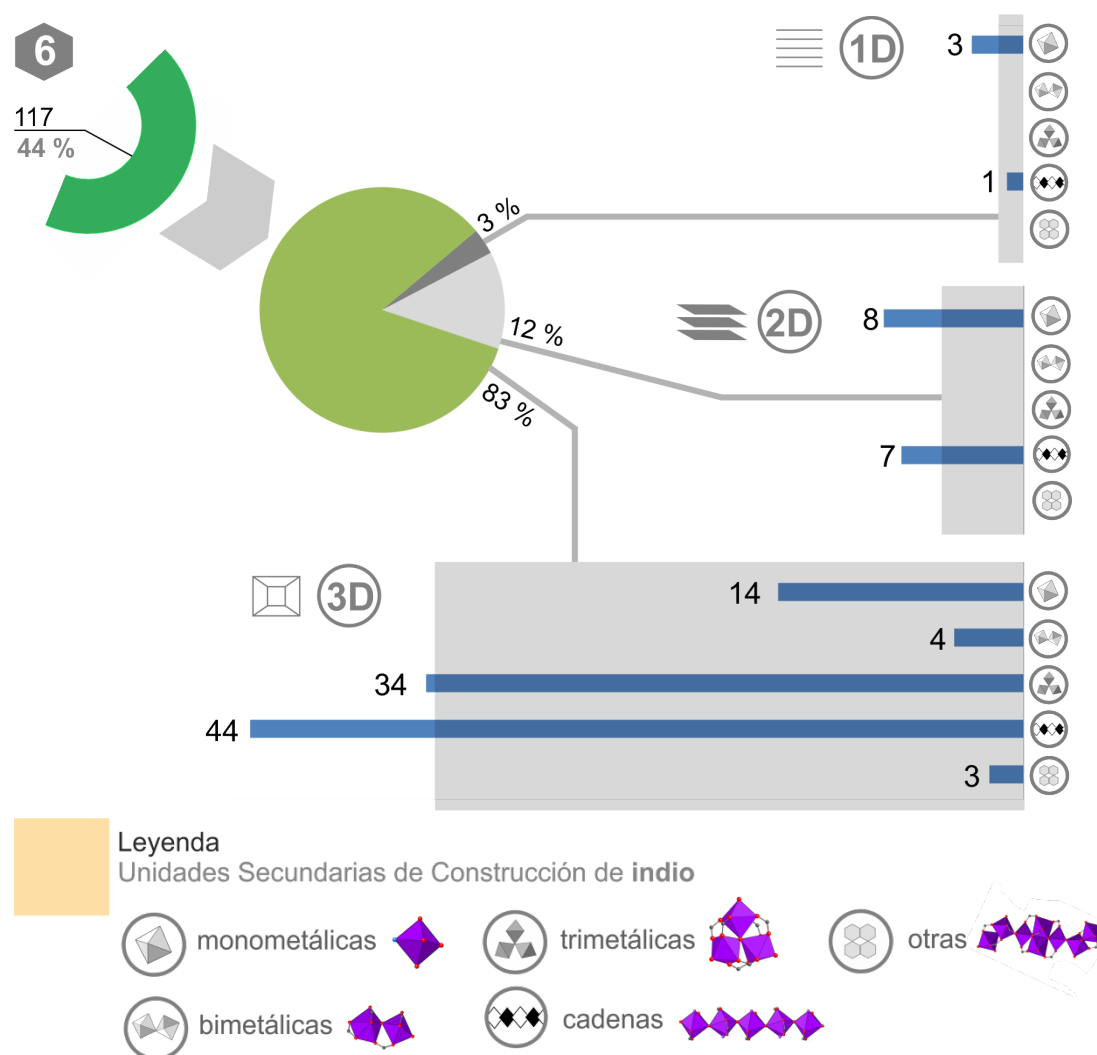 6
117
44 %
1D
3
1
3 %
2D
8
7
12 %
83 %
3D
14
4
34
44
3
Leyenda
Unidades Secundarias de Construcción de indio
monometálicas
trimetálicas
otras
bimetálicas
cadenas